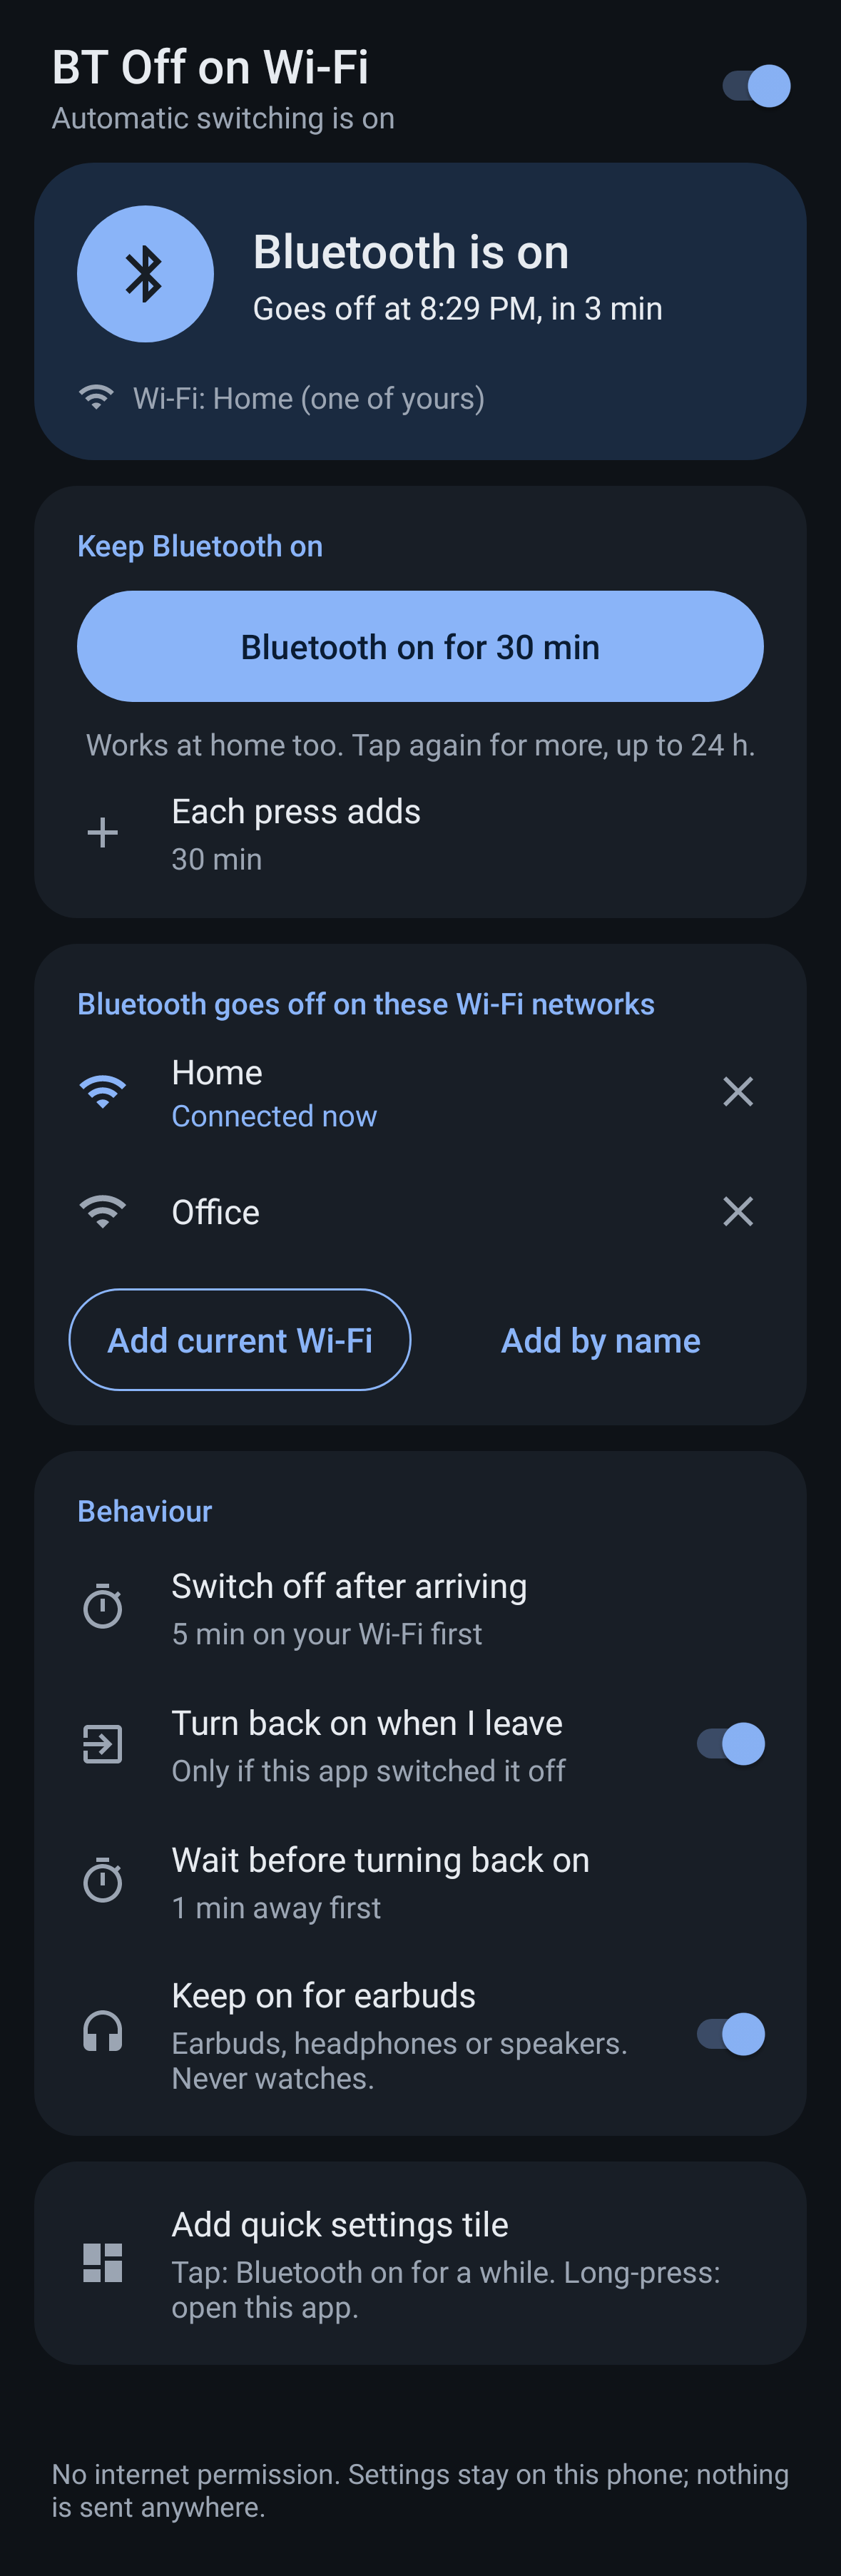 BT Off on Wi-Fi
Automatic switching is on
Bluetooth is on
Goes off at 8:29 PM, in 3 min
Wi-Fi: Home (one of yours)
Keep Bluetooth on
Bluetooth on for 30 min
Works at home too. Tap again for more, up to 24 h.
Each press adds
30 min
Bluetooth goes off on these Wi-Fi networks
Home
Connected now
Office
Add current Wi-Fi
Add by name
Behaviour
Switch off after arriving
5 min on your Wi-Fi first
Turn back on when I leave
Only if this app switched it off
Wait before turning back on
1 min away first
Keep on for earbuds
Earbuds, headphones or speakers.
Never watches.
Add quick settings tile
Tap: Bluetooth on for a while. Long-press:
open this app.
No internet permission. Settings stay on this phone; nothing
is sent anywhere.